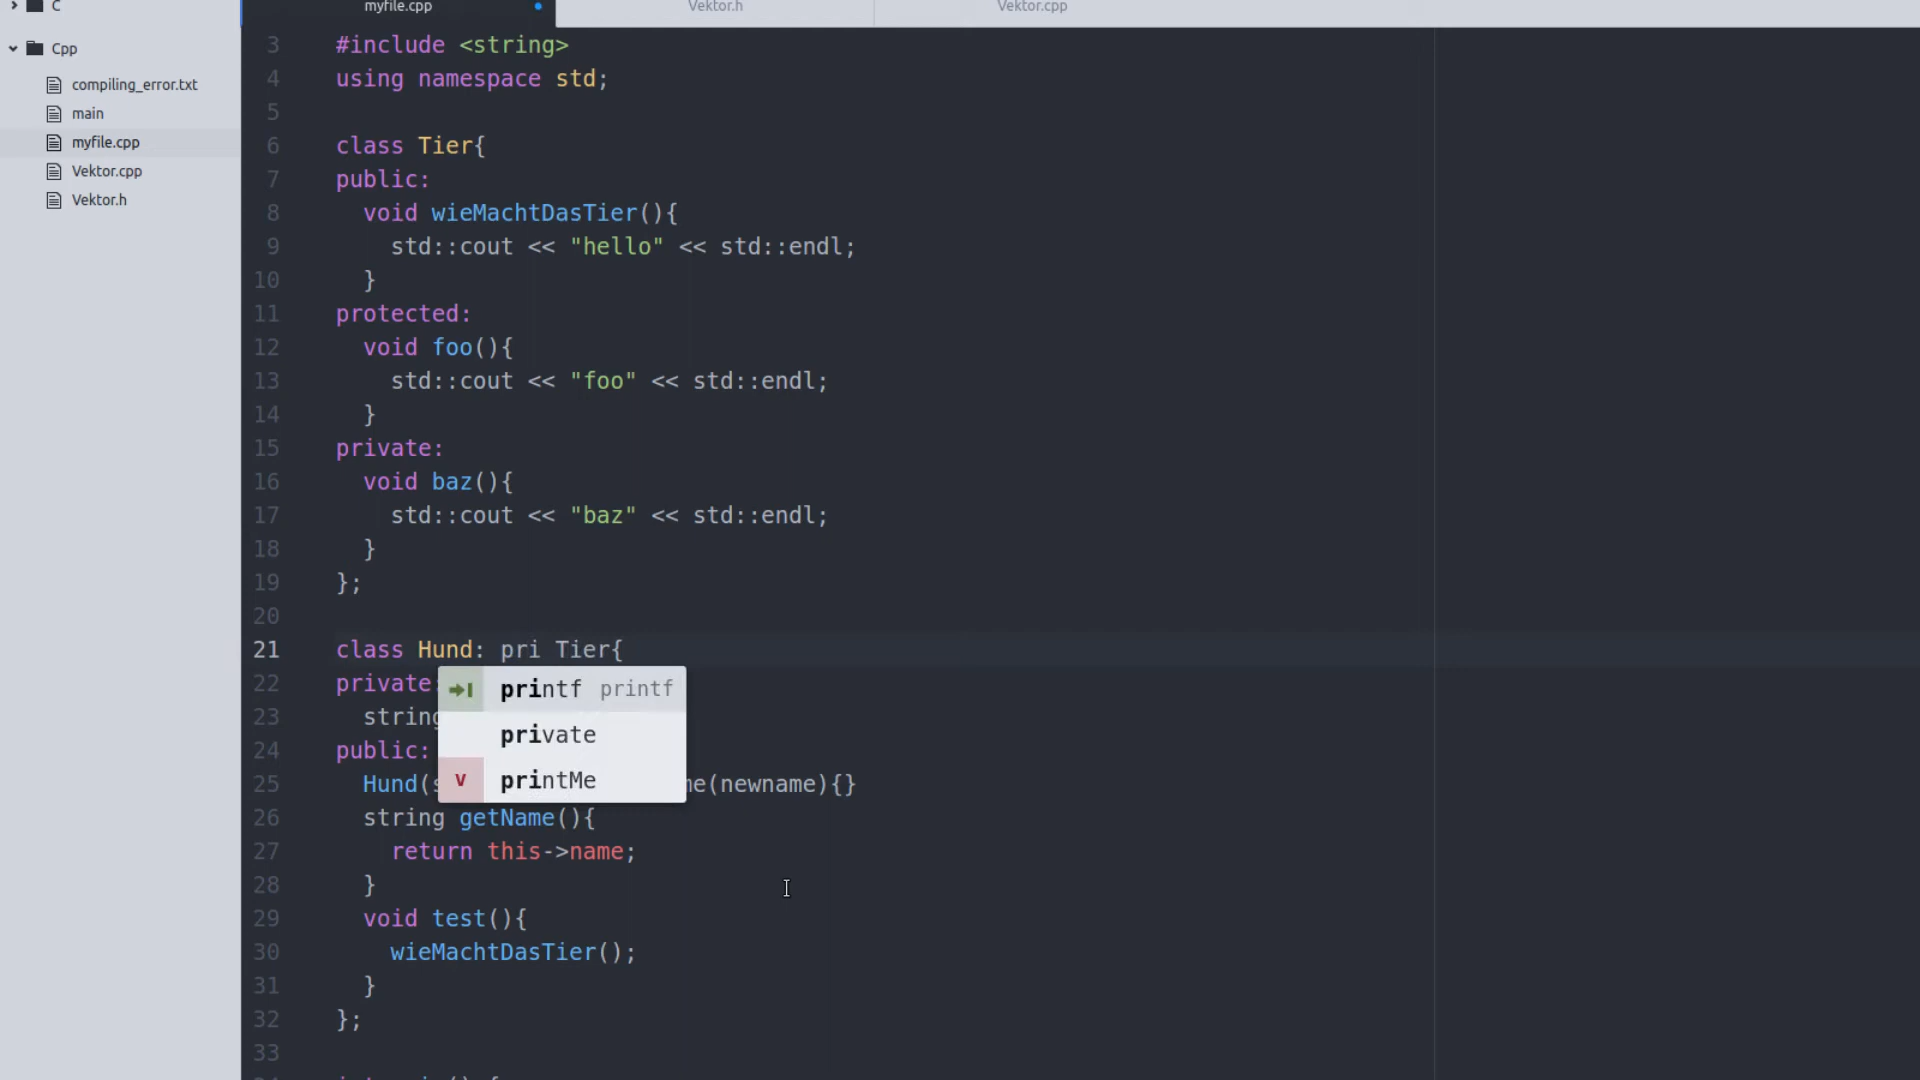 C
myfile.cpp
Vektor.h
Vektor.cpp
Cpp
compiling_error.txt
main
myfile.cpp
Vektor.cpp
Vektor.h
3 #include <string>
4 using namespace std;
5
6 class Tier{
7 public:
8 void wieMachtDasTier(){
9 std::cout << "hello" << std::endl;
10 }
11 protected:
12 void foo(){
13 std::cout << "foo" << std::endl;
14 }
15 private:
16 void baz(){
17 std::cout << "baz" << std::endl;
18 }
19 };
20
21 class Hund: pri Tier{
22 private:
printf printf
23 string
private
24 public:
printMe
25 Hund( me(newname){}
26 string getName(){
27 return this->name;
28 }
29 void test(){
30 wieMachtDasTier();
31 }
32 };
33